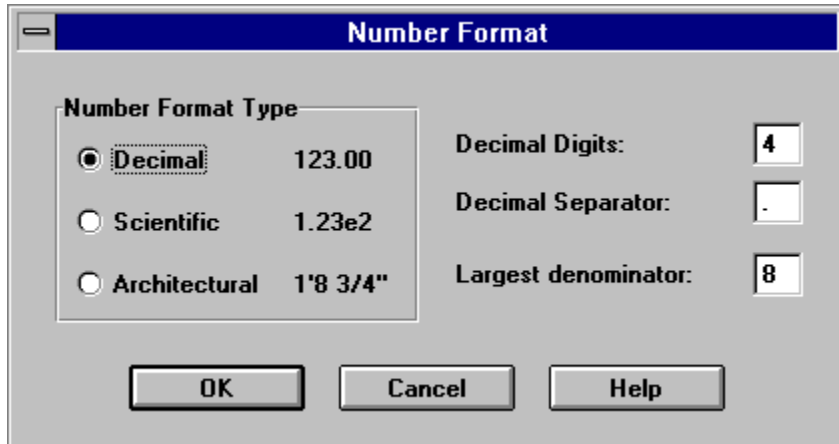 Number Format
Number Format Type
Decimal 123.00
Scientific 1.23e2
Architectural 1'8 3/4"
Decimal Digits: 4
Decimal Separator: .
Largest denominator: 8
OK Cancel Help